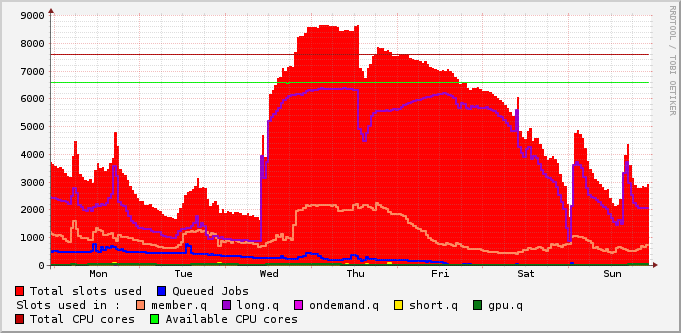 RRDTOOL / TOBI OETIKER
9000
8000
7000
6000
5000
4000
3000
2000
1000
0
Mon Tue Wed Thu Fri Sat Sun
Total slots used Queued Jobs
Slots used in : member.q long.q ondemand.q short.q gpu.q
Total CPU cores Available CPU cores